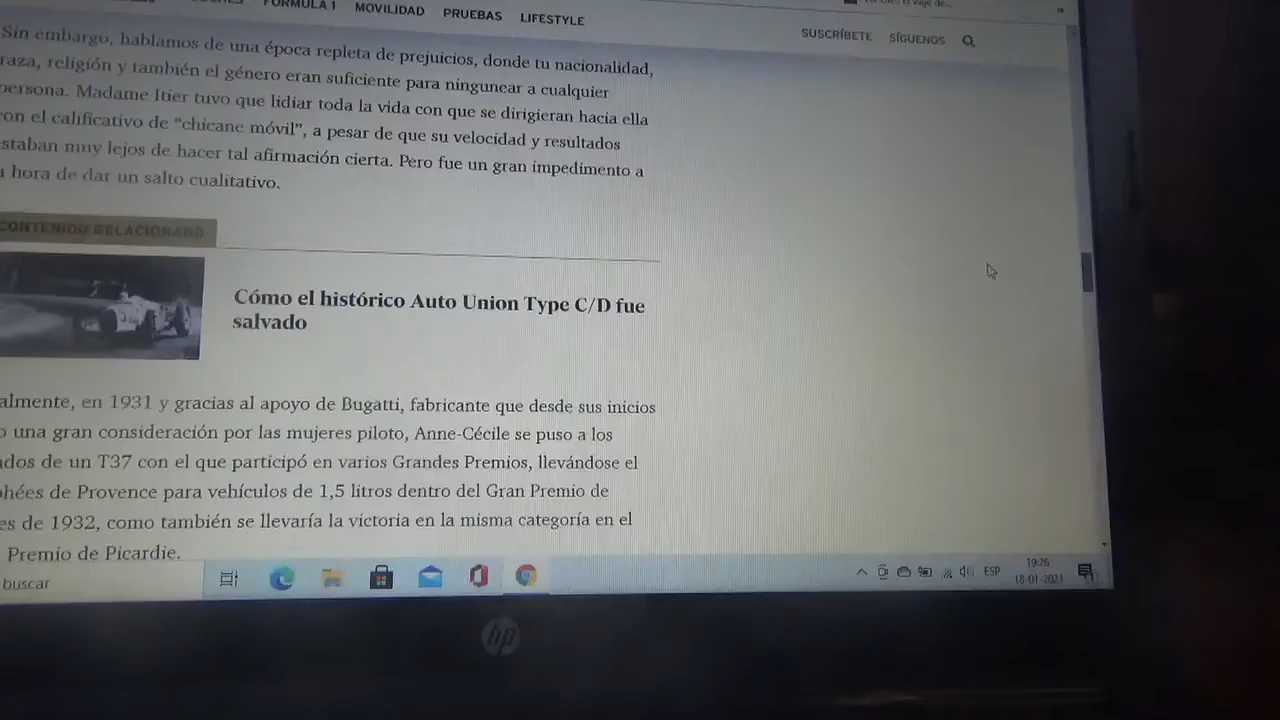 FÓRMULA 1 MOVILIDAD PRUEBAS LIFESTYLE
SUSCRÍBETE SÍGUENOS
Sin embargo, hablamos de una época repleta de prejuicios, donde tu nacionalidad,
raza, religión y también el género eran suficiente para ningunear a cualquier
persona. Madame Itier tuvo que lidiar toda la vida con que se dirigieran hacia ella
con el calificativo de “chicane móvil”, a pesar de que su velocidad y resultados
estaban muy lejos de hacer tal afirmación cierta. Pero fue un gran impedimento a
a hora de dar un salto cualitativo.
CONTENIDO RELACIONADO
Cómo el histórico Auto Union Type C/D fue
salvado
almente, en 1931 y gracias al apoyo de Bugatti, fabricante que desde sus inicios
o una gran consideración por las mujeres piloto, Anne-Cécile se puso a los
ndos de un T37 con el que participó en varios Grandes Premios, llevándose el
phées de Provence para vehículos de 1,5 litros dentro del Gran Premio de
es de 1932, como también se llevaría la victoria en la misma categoría en el
Premio de Picardie.
buscar
ESP
19:26
18-01-2021
hp